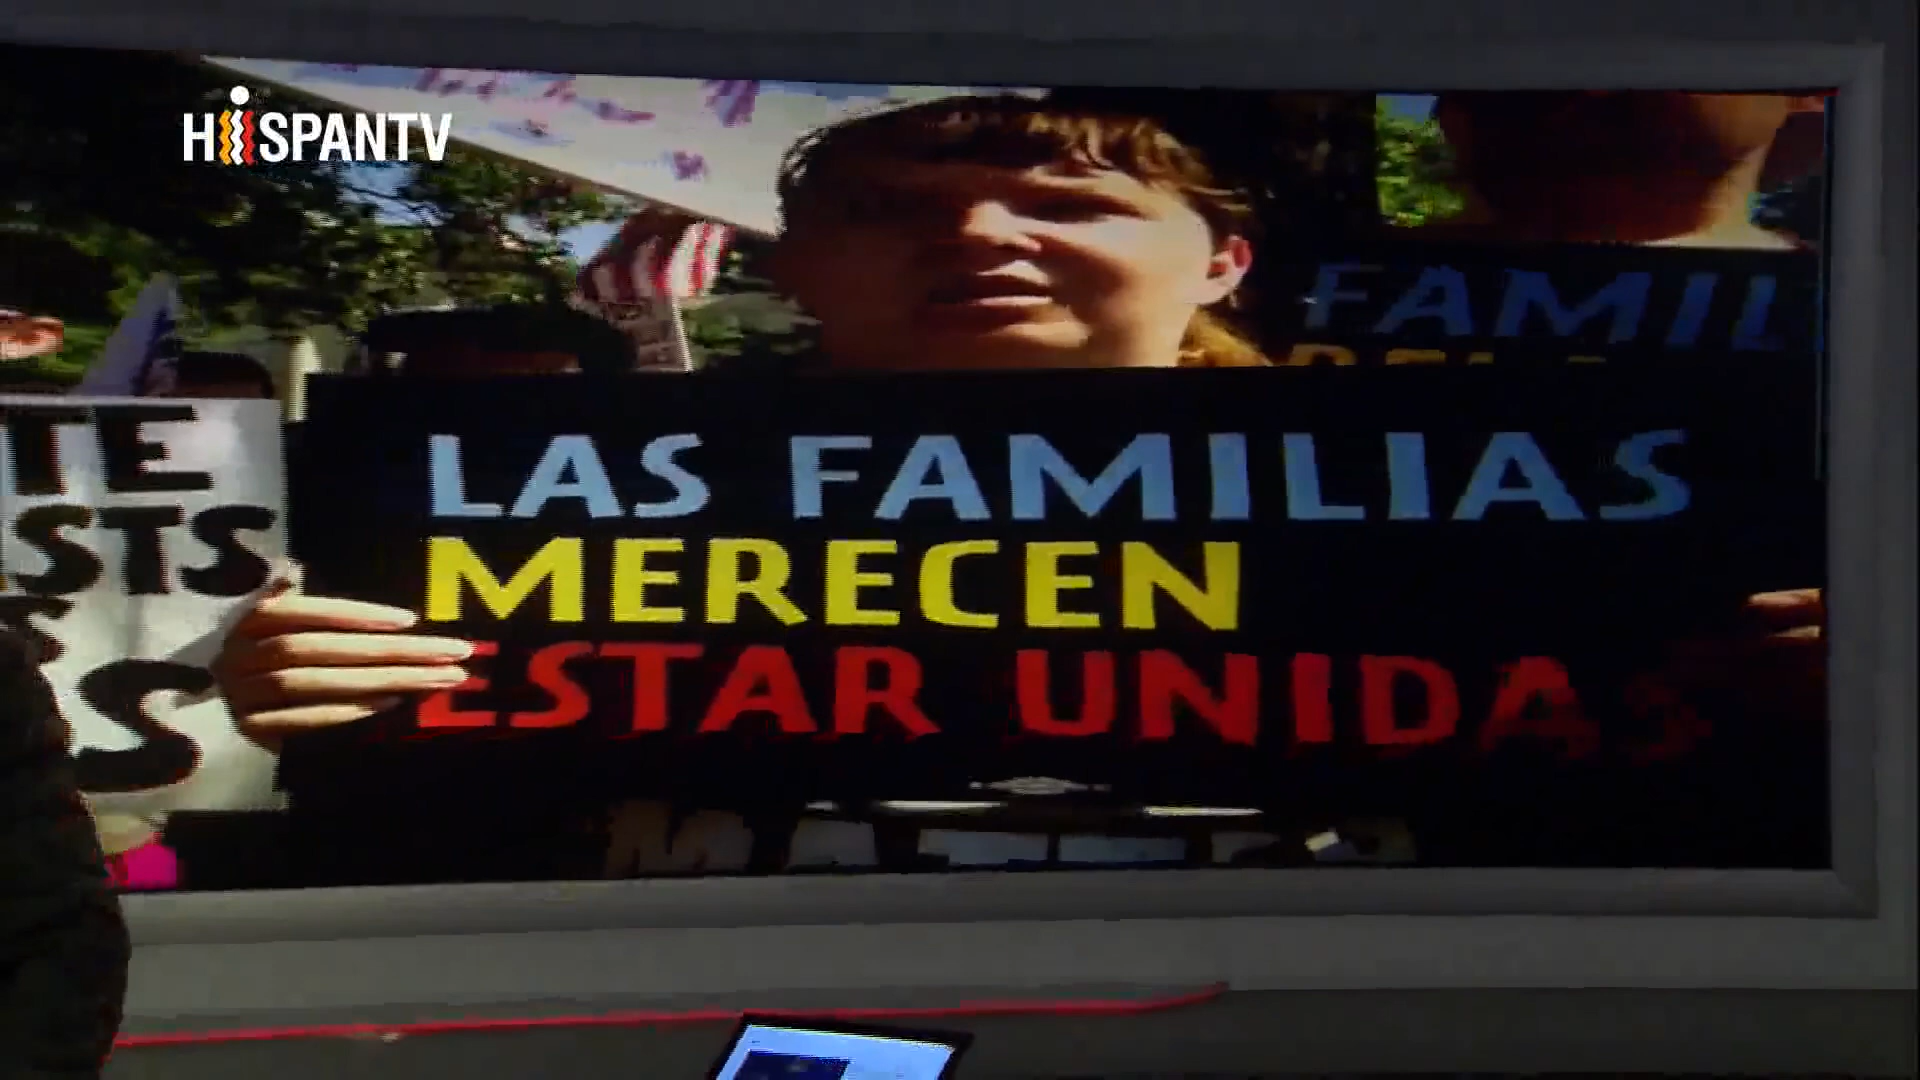 HISPANTV
FAMIL
TE
STS
LAS FAMILIAS
MERECEN
ESTAR UNIDAS